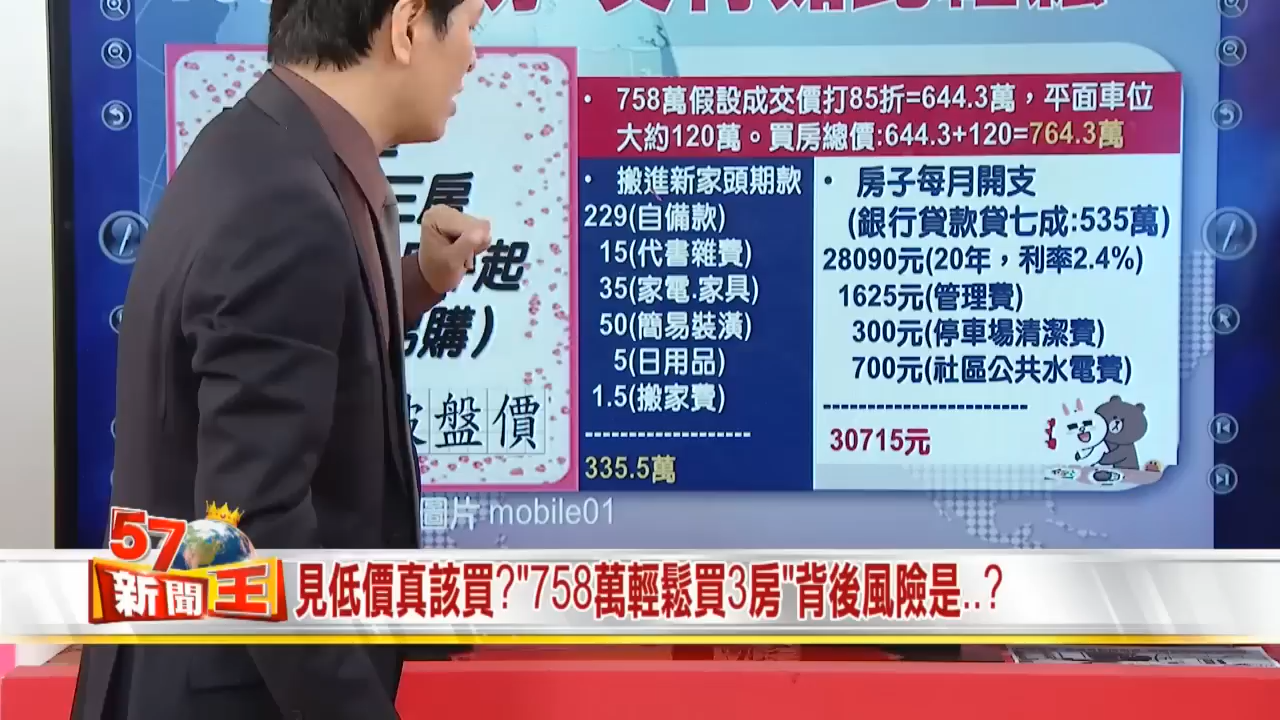 758萬假設成交價打85折=644.3萬，平面車位
大約120萬。買房總價:644.3+120=764.3萬
三房
起
購）
盤價
搬進新家頭期款
229(自備款)
15(代書雜費)
35(家電.家具)
50(簡易裝潢)
5(日用品)
1.5(搬家費)
335.5萬
房子每月開支
(銀行貸款貸七成:535萬)
28090元(20年，利率2.4%)
1625元(管理費)
300元(停車場清潔費)
700元(社區公共水電費)
30715元
圖片 mobile01
57
新聞王
見低價真該買?"758萬輕鬆買3房"背後風險是..?